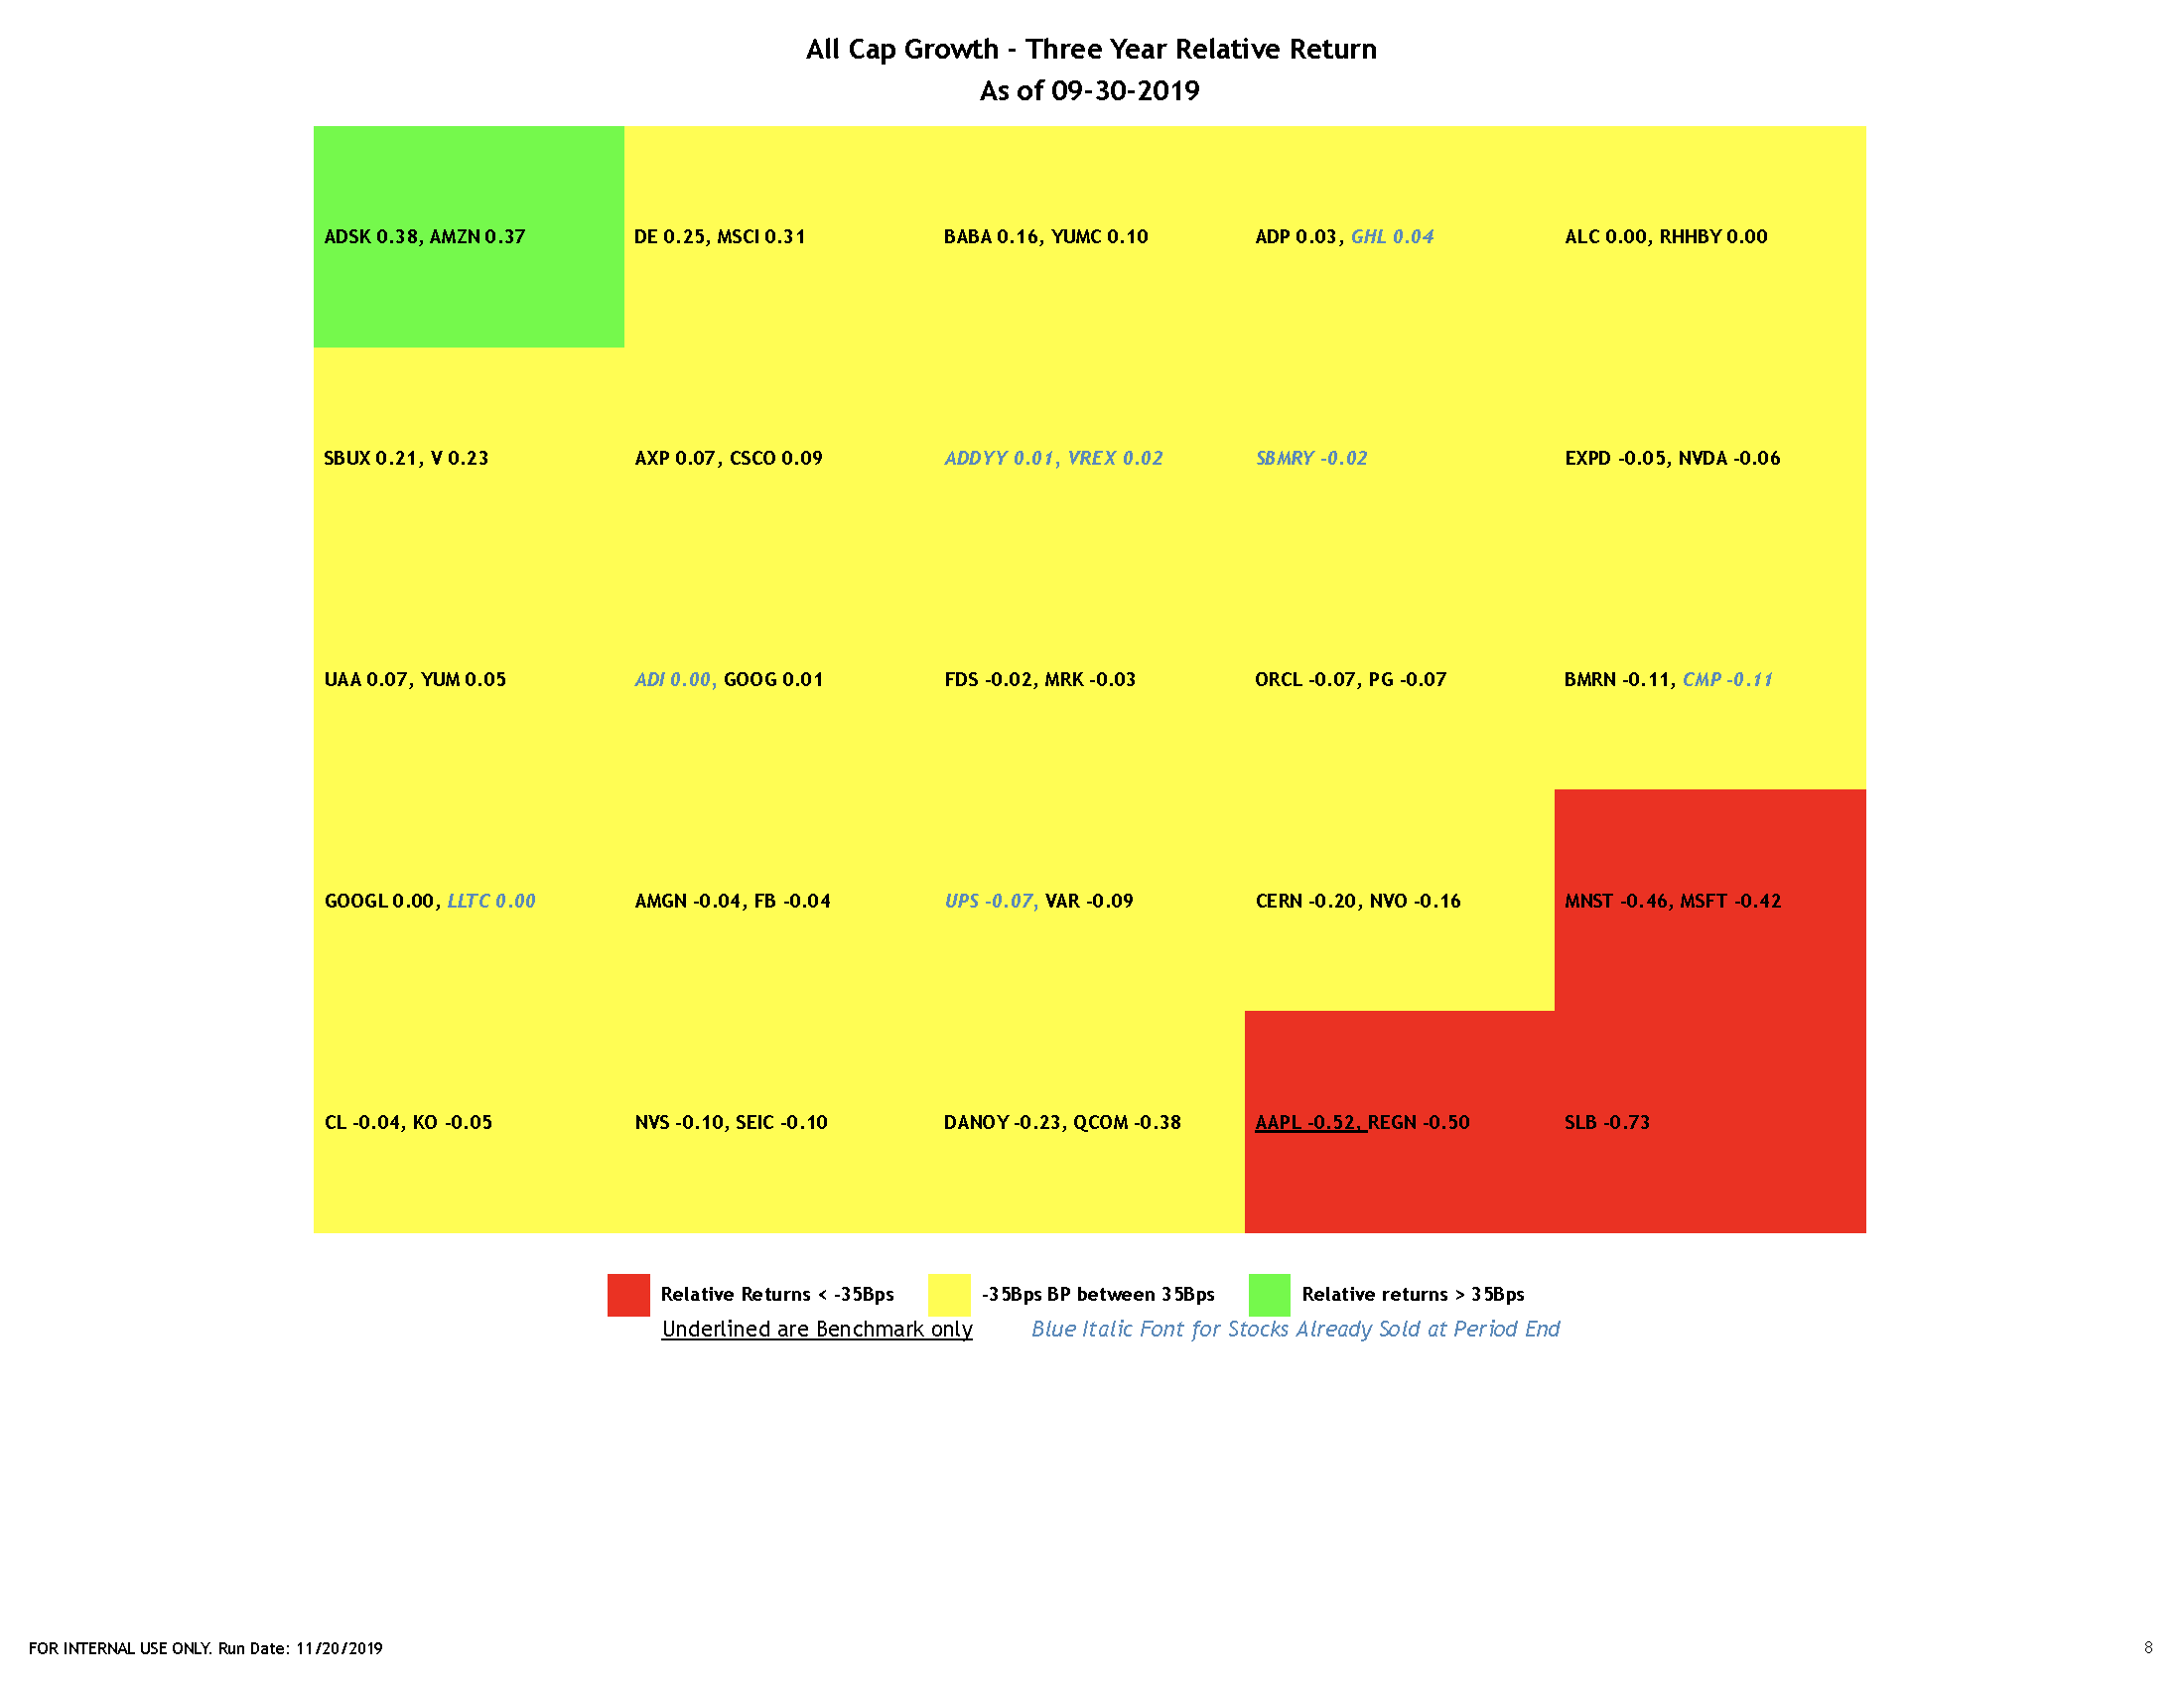 All Cap Growth - Three Year Relative Return
As of 09-30-2019
ADSK 0.38, AMZN 0.37
DE 0.25, MSCI 0.31
BABA 0.16, YUMC 0.10
ADP 0.03, GHL 0.04
ALC 0.00, RHHBY 0.00
SBUX 0.21, V 0.23
AXP 0.07, CSCO 0.09
ADDYY 0.01, VREX 0.02
SBMRY -0.02
EXPD -0.05, NVDA -0.06
UAA 0.07, YUM 0.05
ADI 0.00, GOOG 0.01
FDS -0.02, MRK -0.03
ORCL -0.07, PG -0.07
BMRN -0.11, CMP -0.11
GOOGL 0.00, LLTC 0.00
AMGN -0.04, FB -0.04
UPS -0.07, VAR -0.09
CERN -0.20, NVO -0.16
MNST -0.46, MSFT -0.42
CL -0.04, KO -0.05
NVS -0.10, SEIC -0.10
DANOY -0.23, QCOM -0.38
AAPL -0.52, REGN -0.50
SLB -0.73
Relative Returns < -35Bps
-35Bps BP between 35Bps
Relative returns > 35Bps
Underlined are Benchmark only
Blue Italic Font for Stocks Already Sold at Period End
FOR INTERNAL USE ONLY. Run Date: 11/20/2019
8